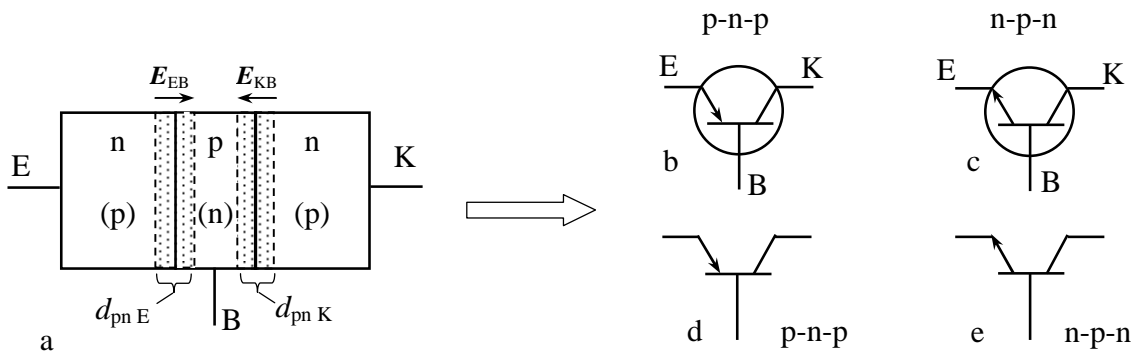 p-n-p n-p-n
E_EB E_KB
E K E K
n p n
E K
b c
(p) (n) (p)
B B
d_pn E B d_pn K
a
d p-n-p e n-p-n